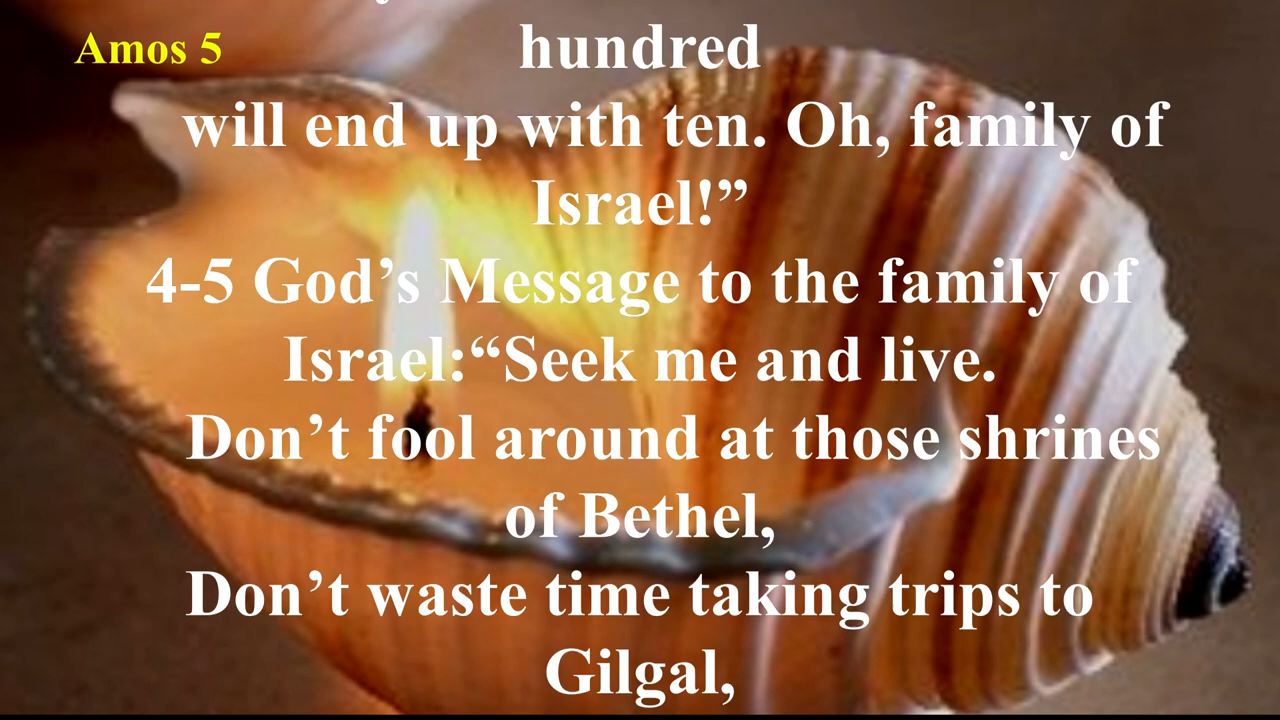 Amos 5
hundred
will end up with ten. Oh, family of
Israel!”
4-5 God’s Message to the family of
Israel:“Seek me and live.
Don’t fool around at those shrines
of Bethel,
Don’t waste time taking trips to
Gilgal,